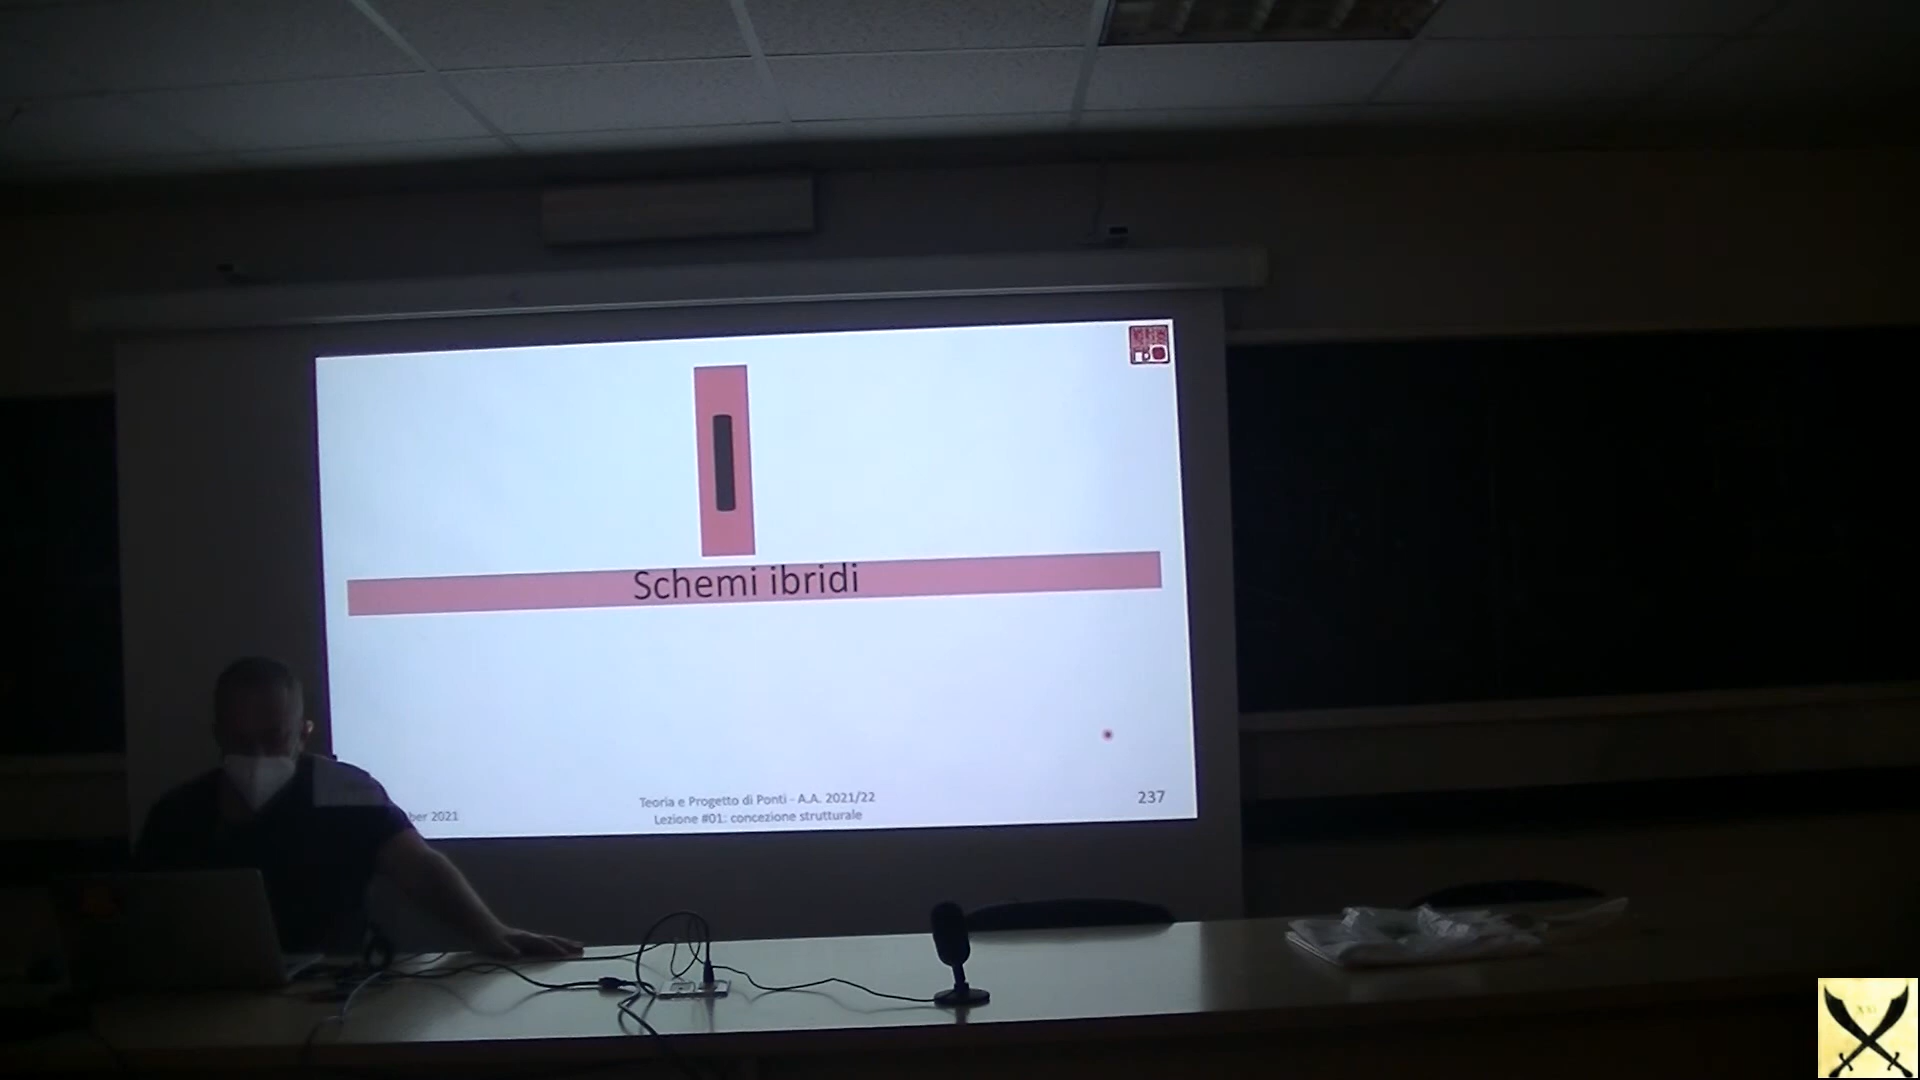 I
Schemi ibridi
ber 2021
Teoria e Progetto di Ponti - A.A. 2021/22
Lezione #01: concezione strutturale
237